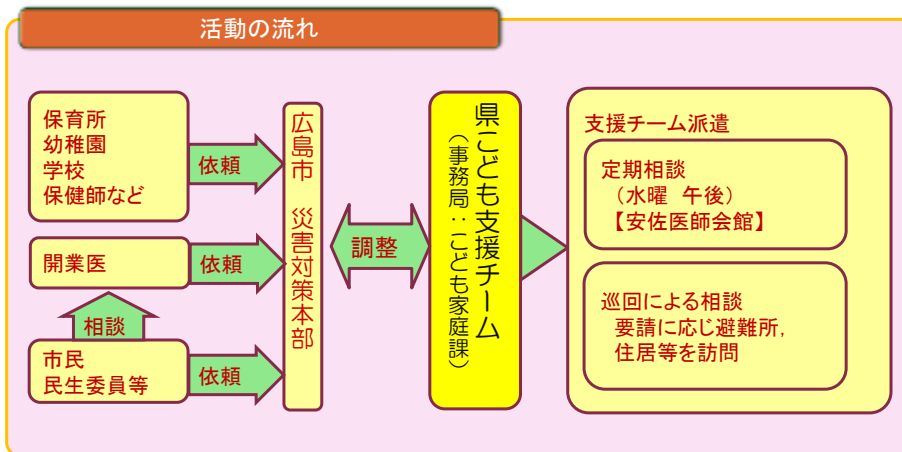 活動の流れ
保育所
幼稚園
学校
保健師など
依頼
開業医
依頼
相談
市民
民生委員等
依頼
広島市 災害対策本部
調整
県こども支援チーム
（事務局：こども家庭課）
支援チーム派遣
定期相談
（水曜 午後）
【安佐医師会館】
巡回による相談
要請に応じ避難所，
住居等を訪問